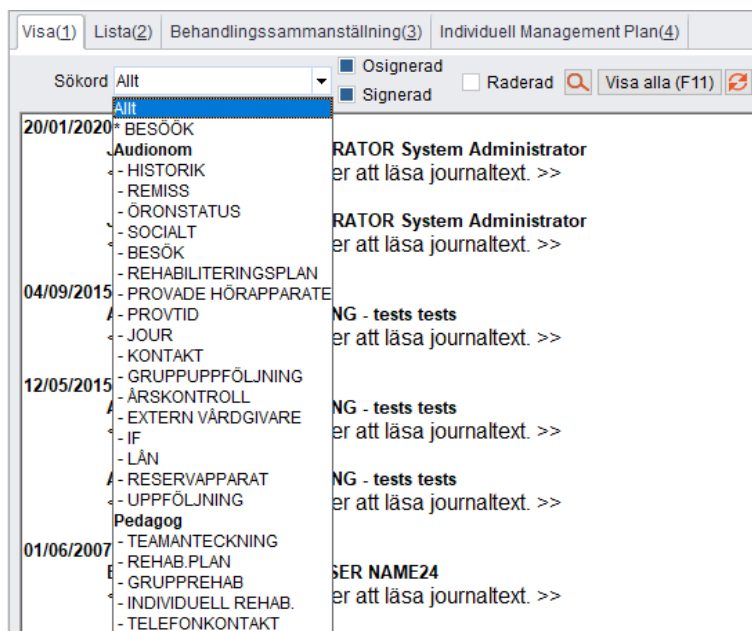 Visa(1) Lista(2) Behandlingssammanställning(3) Individuell Management Plan(4)
Sökord Allt Osignerad Signerad Raderad Visa alla (F11)
Allt
20/01/2020 * BESÖÖK
Audionom RATOR System Administrator
- HISTORIK er att läsa journaltext. >>
- REMISS
- ÖRONSTATUS RATOR System Administrator
- SOCIALT er att läsa journaltext. >>
- BESÖK
- REHABILITERINGSPLAN
04/09/2015 - PROVADE HÖRAPPARATE
- PROVTID NG - tests tests
- JOUR er att läsa journaltext. >>
- KONTAKT
- GRUPPUPPFÖLJNING
12/05/2015 - ÅRSKONTROLL
- EXTERN VÅRDGIVARE NG - tests tests
- IF er att läsa journaltext. >>
- LÅN
- RESERVAPPARAT NG - tests tests
- UPPFÖLJNING er att läsa journaltext. >>
Pedagog
- TEAMANTECKNING
01/06/2007 - REHAB.PLAN
- GRUPPREHAB SER NAME24
- INDIVIDUELL REHAB. er att läsa journaltext. >>
- TELEFONKONTAKT